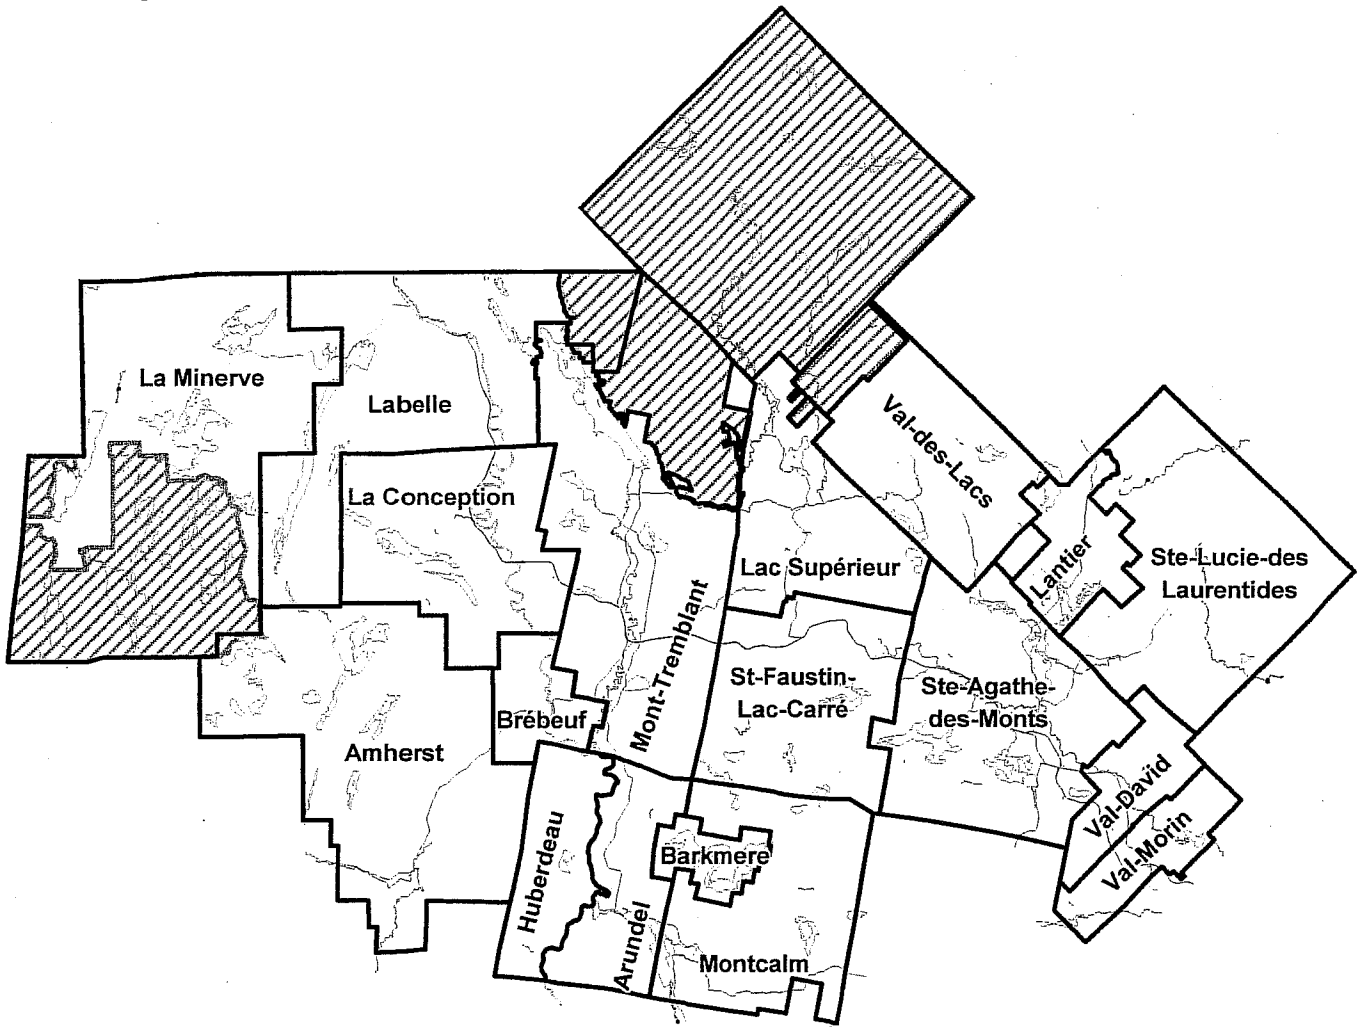 La Minerve
Labelle
Val-des-Lacs
La Conception
Lac Supérieur
Lantier
Ste-Lucie-des
Laurentides
Mont-Tremblant
St-Faustin-
Lac-Carré
Ste-Agathe-
des-Monts
Brébeuf
Amherst
Val-David
Val-Morin
Huberdeau
Barkmere
Arundel
Montcalm